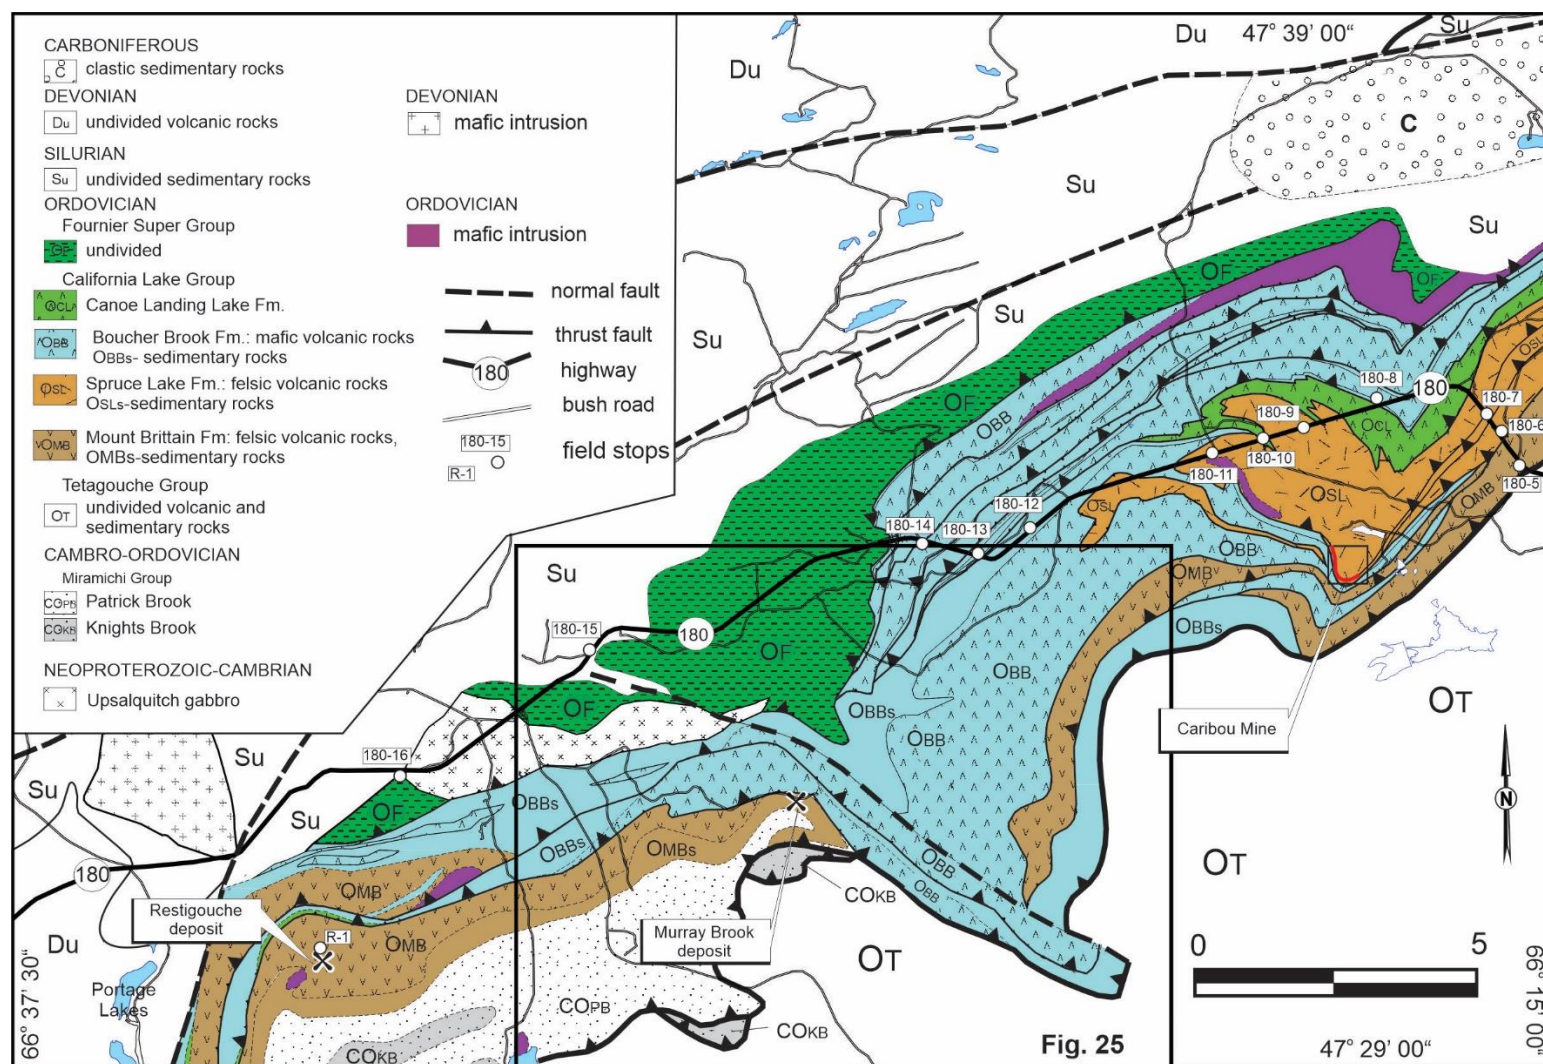 CARBONIFEROUS
C clastic sedimentary rocks
DEVONIAN
Du undivided volcanic rocks
SILURIAN
Su undivided sedimentary rocks
ORDOVICIAN
Fournier Super Group
OF undivided
California Lake Group
OCL Canoe Landing Lake Fm.
OBB Boucher Brook Fm.: mafic volcanic rocks
OBBs- sedimentary rocks
OSL Spruce Lake Fm.: felsic volcanic rocks
OSLs-sedimentary rocks
OMB Mount Brittain Fm: felsic volcanic rocks,
OMBs-sedimentary rocks
Tetagouche Group
OT undivided volcanic and
sedimentary rocks
CAMBRO-ORDOVICIAN
Miramichi Group
COPB Patrick Brook
COKB Knights Brook
NEOPROTEROZOIC-CAMBRIAN
Upsalquitch gabbro
DEVONIAN
mafic intrusion
ORDOVICIAN
mafic intrusion
normal fault
thrust fault
180 highway
bush road
180-15
R-1
field stops
Du
47° 39' 00“
Su
Du
C
Su
Su
Su
Su
Su
OF
OF
OF
OBB
180-8
180
180-7
OSL
180-9
OCL
180-6
180-10
180-5
180-11
OSL
OMB
180-12
OSL
180-14
180-13
OBB
OMB
Su
OBBs
180-15
180
OF
OBB
OBBs
OT
OF
OBB
Caribou Mine
180-16
Su
Su
Su
OF
OBBs
N
OBBs
OMBs
OBB
OT
180
OMB
COKB
OBB
Restigouche
deposit
R-1
OMB
Murray Brook
deposit
Du
OT
0 5
Portage
Lakes
COPB
COKB
COKB
Fig. 25
66° 37' 30“
66° 15' 00“
47° 29' 00“